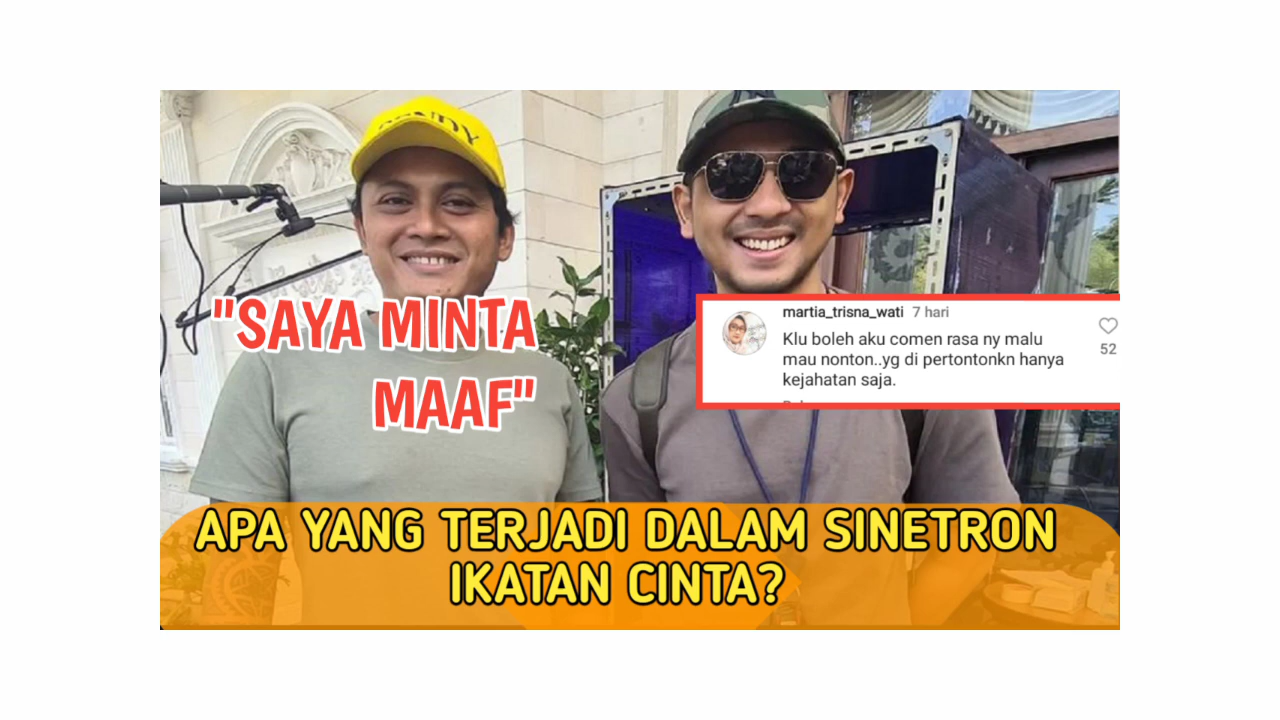 "SAYA MINTA
MAAF"
martia_trisna_wati 7 hari
Klu boleh aku comen rasa ny malu
mau nonton..yg di pertontonkn hanya
kejahatan saja.
52
APA YANG TERJADI DALAM SINETRON
IKATAN CINTA?